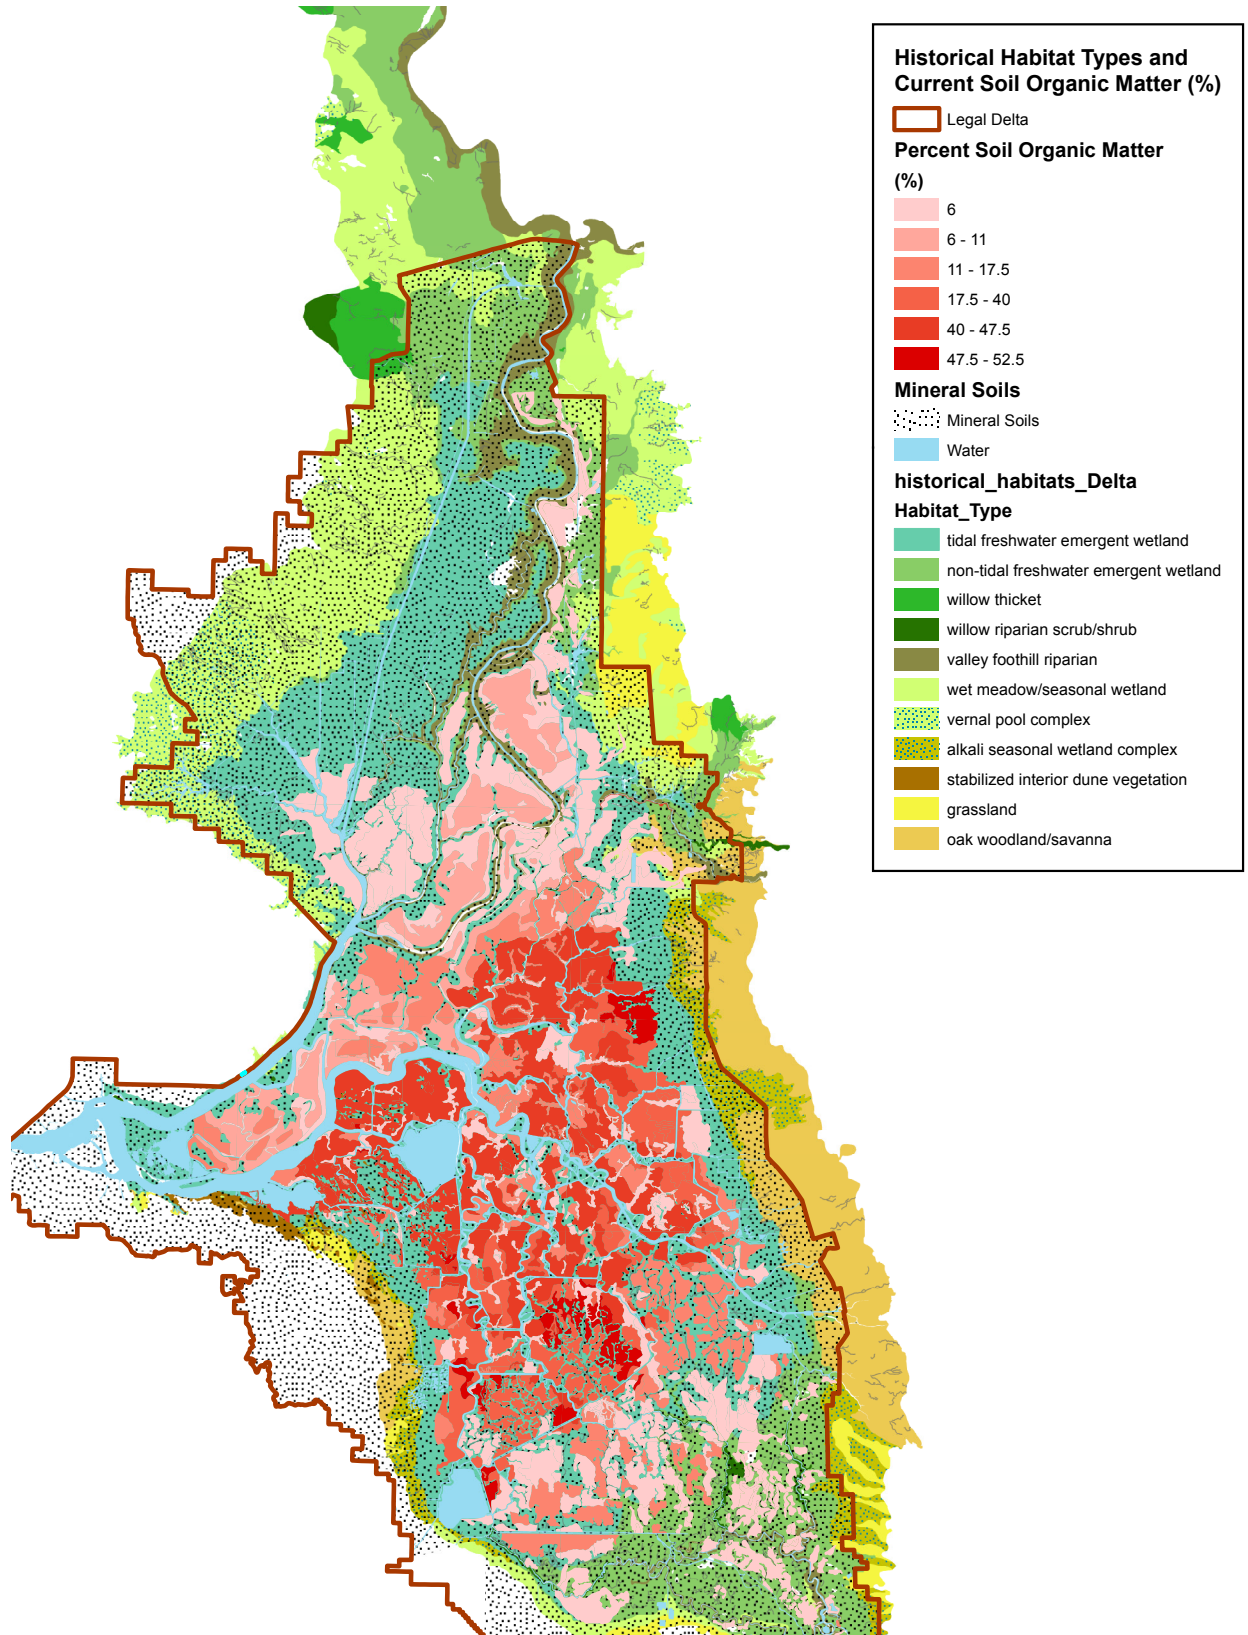 Historical Habitat Types and
Current Soil Organic Matter (%)
Legal Delta
Percent Soil Organic Matter
(%)
6
6 - 11
11 - 17.5
17.5 - 40
40 - 47.5
47.5 - 52.5
Mineral Soils
Mineral Soils
Water
historical_habitats_Delta
Habitat_Type
tidal freshwater emergent wetland
non-tidal freshwater emergent wetland
willow thicket
willow riparian scrub/shrub
valley foothill riparian
wet meadow/seasonal wetland
vernal pool complex
alkali seasonal wetland complex
stabilized interior dune vegetation
grassland
oak woodland/savanna